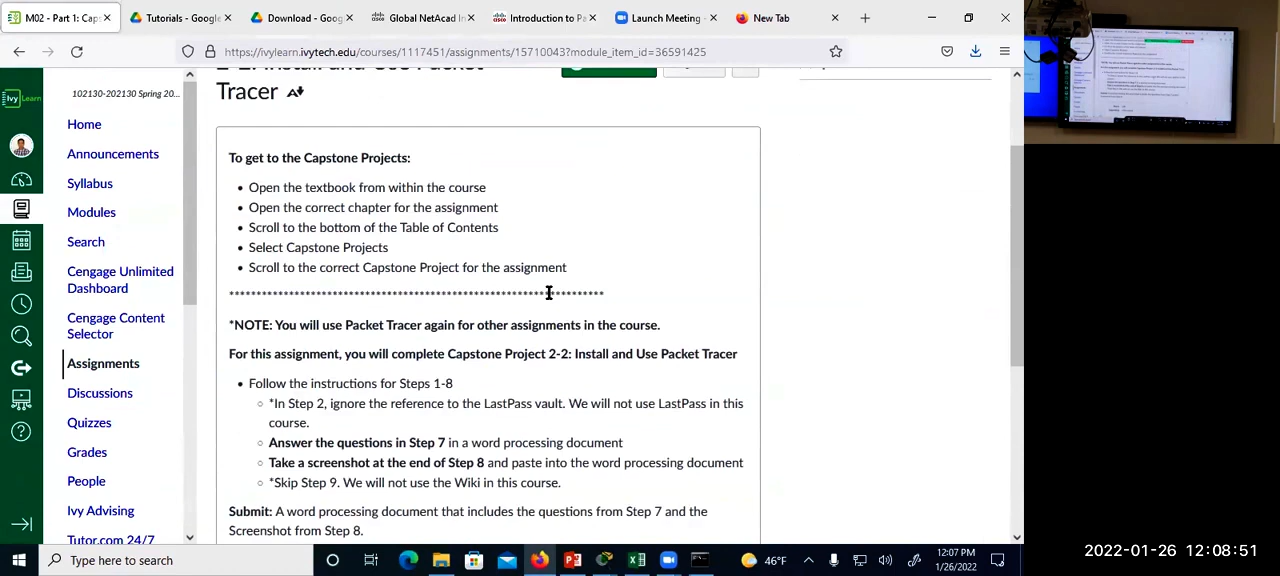 M02 - Part 1: Caps
Tutorials - Google
Download - Goog
Global NetAcad In
Introduction to Pa
Launch Meeting -
New Tab
https://ivylearn.ivytech.edu/courses/1117451/assignments/15710043?module_item_id=36591425
Ivy Learn
102130-202130 Spring 20...
Home
Announcements
Syllabus
Modules
Search
Cengage Unlimited
Dashboard
Cengage Content
Selector
Assignments
Discussions
Quizzes
Grades
People
Ivy Advising
Tutor.com 24/7
Tracer
To get to the Capstone Projects:
Open the textbook from within the course
Open the correct chapter for the assignment
Scroll to the bottom of the Table of Contents
Select Capstone Projects
Scroll to the correct Capstone Project for the assignment
**********************************************************************
*NOTE: You will use Packet Tracer again for other assignments in the course.
For this assignment, you will complete Capstone Project 2-2: Install and Use Packet Tracer
Follow the instructions for Steps 1-8
*In Step 2, ignore the reference to the LastPass vault. We will not use LastPass in this
course.
Answer the questions in Step 7 in a word processing document
Take a screenshot at the end of Step 8 and paste into the word processing document
*Skip Step 9. We will not use the Wiki in this course.
Submit: A word processing document that includes the questions from Step 7 and the
Screenshot from Step 8.
Type here to search
46°F
12:07 PM
1/26/2022
2022-01-26 12:08:51